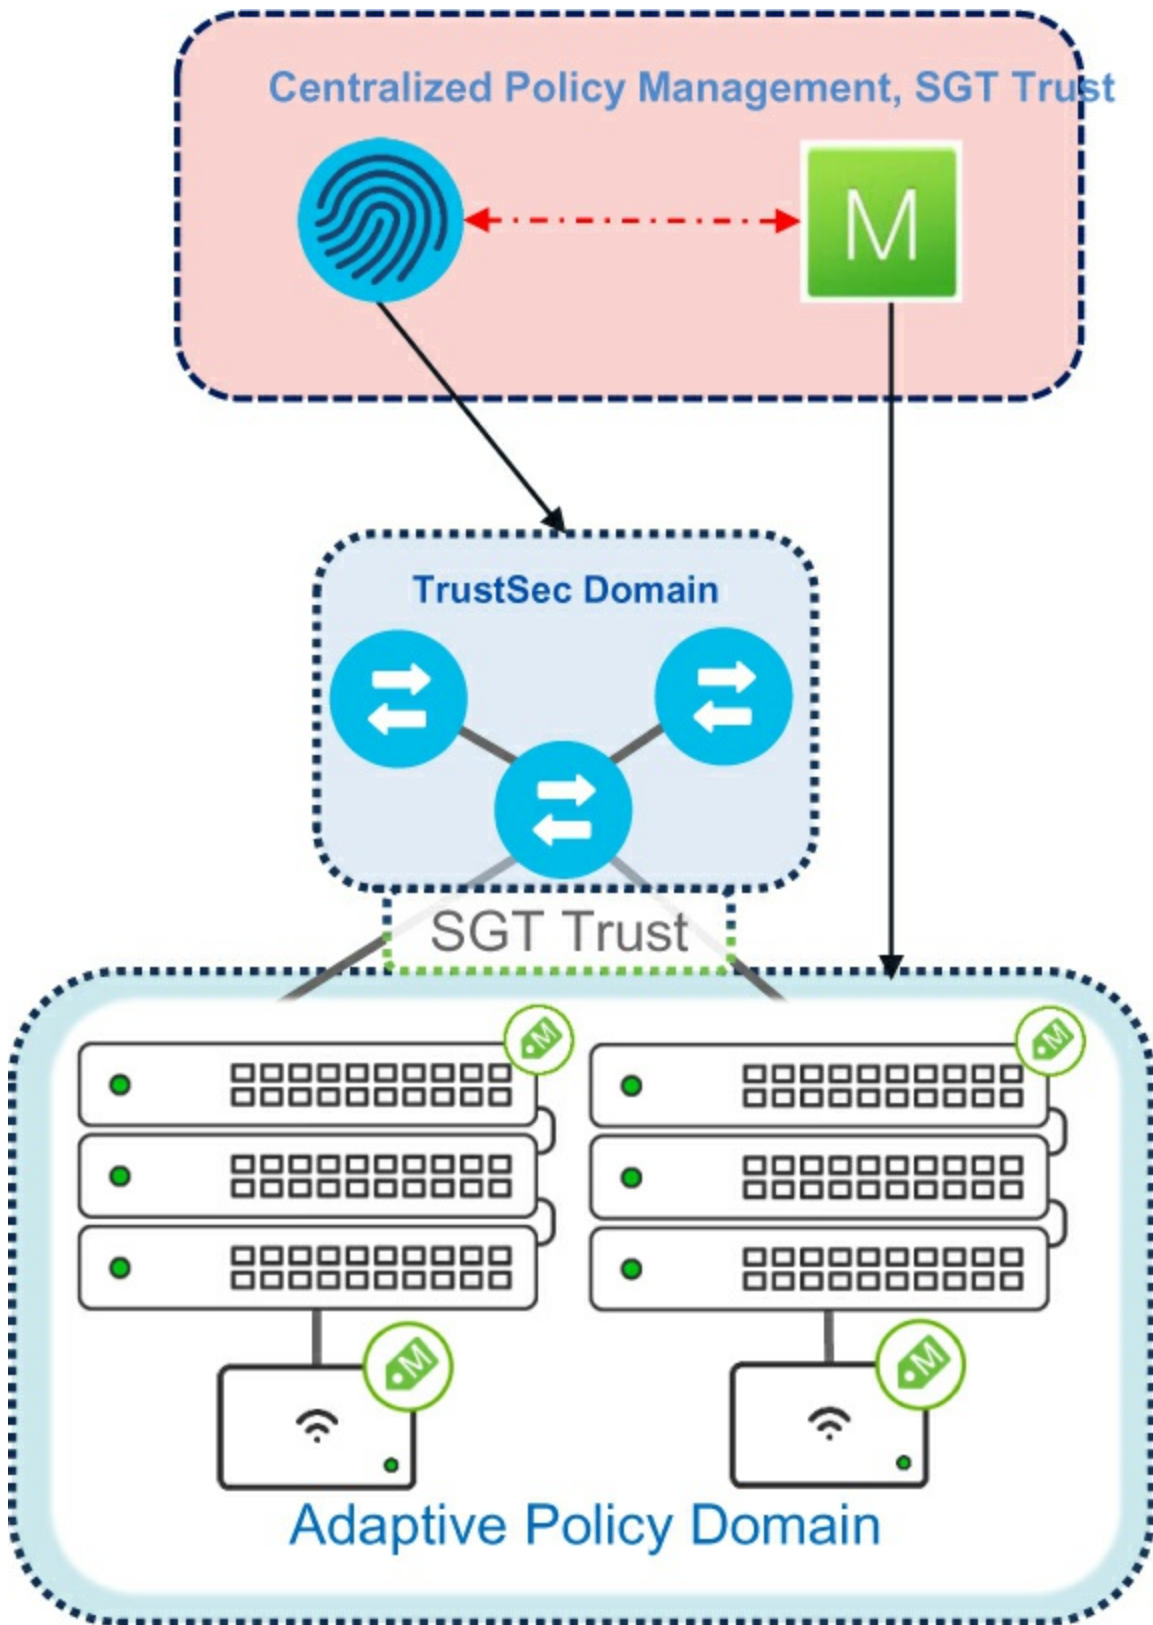 Centralized Policy Management, SGT Trust
M
TrustSec Domain
SGT Trust
M
M
M
M
Adaptive Policy Domain